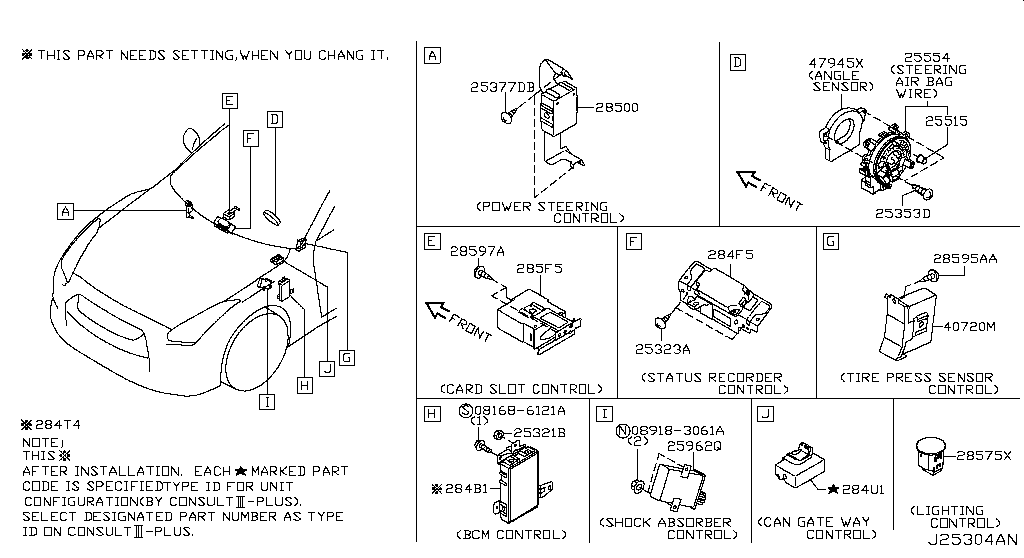 ※ THIS PART NEEDS SETTING,WHEN YOU CHANG IT.
E
D
F
A
G
J
H
I
※284T4
NOTE;
THIS※
AFTER INSTALLATION. EACH★MARKED PART
CODE IS SPECIFIEDTYPE ID FOR UNIT
CONFIGURATION(BY CONSULTⅢ-PLUS).
SELECT DESIGNATED PART NUMBER AS TYPE
ID ON CONSULTⅢ-PLUS.
A
25377DB
28500
(POWER STEERING
CONTROL)
D
47945X
(ANGLE
SENSOR)
25554
(STEERING
AIR BAG
WIRE)
25515
FRONT
25353D
E
28597A
285F5
FRONT
(CARD SLOT CONTROL)
F
284F5
25323A
(STATUS RECORDER
CONTROL)
G
28595AA
40720M
(TIRE PRESS SENSOR
CONTROL)
H
Ⓢ08168-6121A
(1)
25321B
※284B1
(BCM CONTROL)
I
Ⓝ08918-3061A
(2)
25962Q
(SHOCK ABSORBER
CONTROL)
J
★284U1
(CAN GATE WAY
CONTROL)
28575X
(LIGHTING
CONTROL)
J25304AN